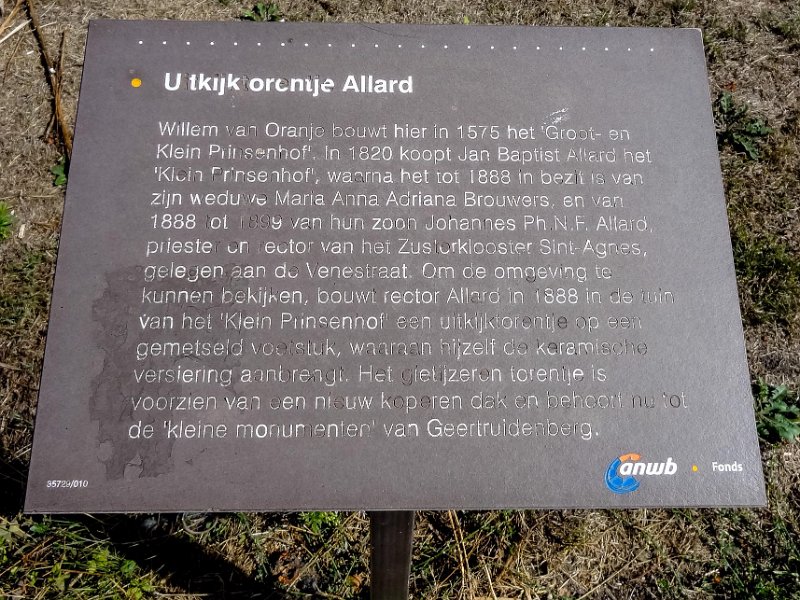 Uitkijktorentje Allard
Willem van Oranje bouwt hier in 1575 het 'Groot- en
Klein Prinsenhof'. In 1820 koopt Jan Baptist Allard het
'Klein Prinsenhof', waarna het tot 1888 in bezit is van
zijn weduwe Maria Anna Adriana Brouwers, en van
1888 tot 1899 van hun zoon Johannes Ph.N.F. Allard,
priester en rector van het Zusterklooster Sint-Agnes,
gelegen aan de Venestraat. Om de omgeving te
kunnen bekijken, bouwt rector Allard in 1888 in de tuin
van het 'Klein Prinsenhof' een uitkijktorentje op een
gemetseld voetstuk, waaraan hijzelf de keramische
versiering aanbrengt. Het gietijzeren torentje is
voorzien van een nieuw koperen dak en behoort nu tot
de 'kleine monumenten' van Geertruidenberg.
35729/010
anwb • Fonds